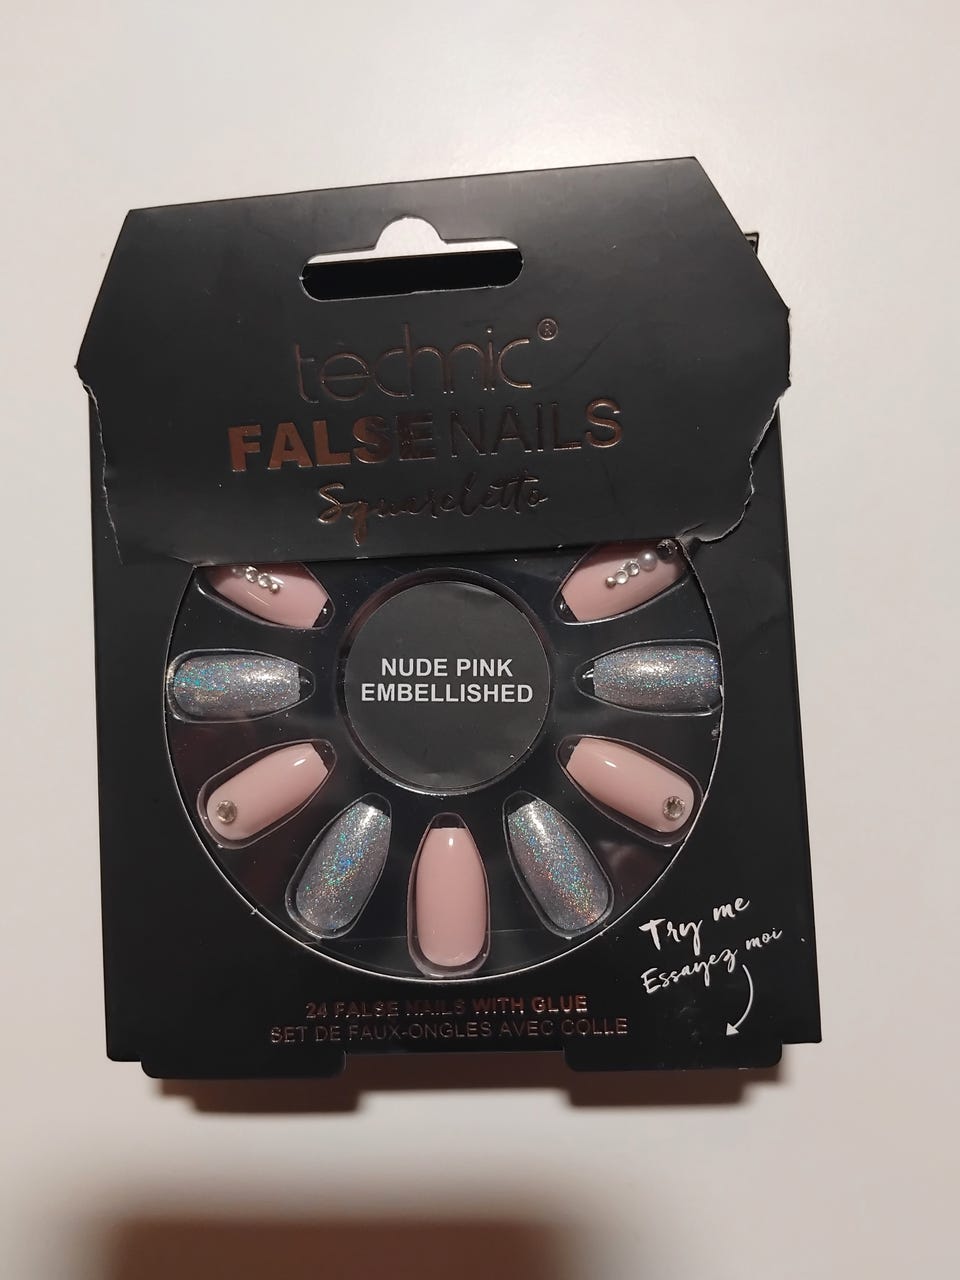 technic®
FALSE NAILS
Squareletto
NUDE PINK
EMBELLISHED
Try me
Essayez moi
24 FALSE NAILS WITH GLUE
SET DE FAUX-ONGLES AVEC COLLE